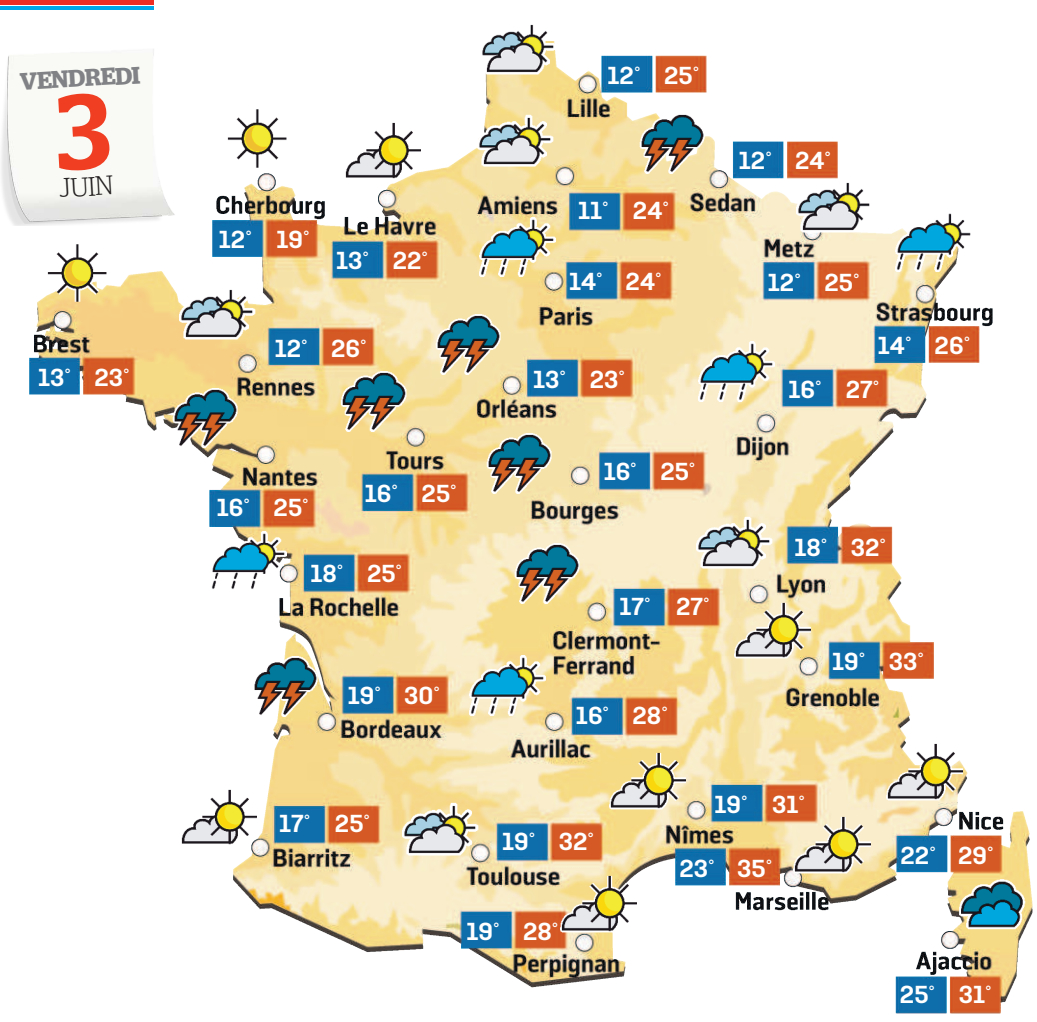 VENDREDI
3
JUIN
12° 25°
Lille
12° 24°
Sedan
Cherbourg
12° 19°
Le Havre
13° 22°
Amiens
11° 24°
Metz
12° 25°
14° 24°
Paris
Strasbourg
14° 26°
Brest
13° 23°
12° 26°
Rennes
13° 23°
Orléans
16° 27°
Dijon
Nantes
16° 25°
Tours
16° 25°
16° 25°
Bourges
18° 32°
Lyon
18° 25°
La Rochelle
17° 27°
Clermont-
Ferrand
19° 33°
Grenoble
19° 30°
Bordeaux
16° 28°
Aurillac
17° 25°
Biarritz
19° 32°
Toulouse
19° 31°
Nîmes
23° 35°
Marseille
Nice
22° 29°
19° 28°
Perpignan
Ajaccio
25° 31°